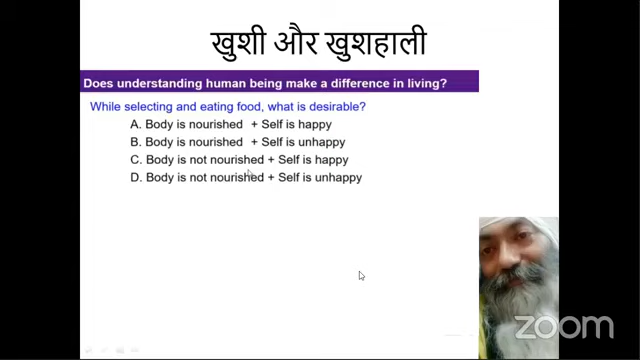 खुशी और खुशहाली
Does understanding human being make a difference in living?
While selecting and eating food, what is desirable?
A. Body is nourished + Self is happy
B. Body is nourished + Self is unhappy
C. Body is not nourished + Self is happy
D. Body is not nourished + Self is unhappy
zoom